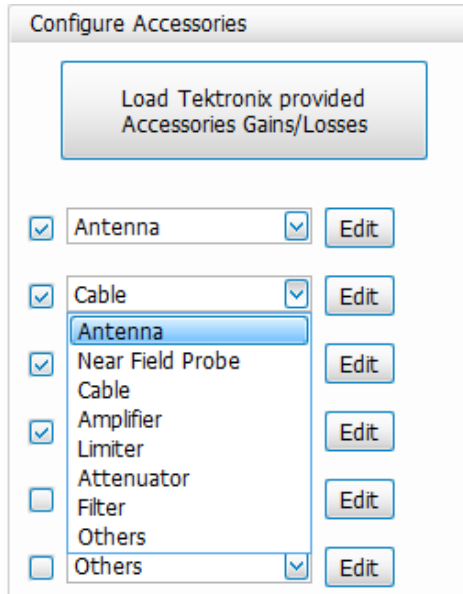 Configure Accessories
Load Tektronix provided
Accessories Gains/Losses
Antenna
Edit
Cable
Edit
Antenna
Near Field Probe
Edit
Cable
Amplifier
Edit
Limiter
Attenuator
Edit
Filter
Others
Others
Edit